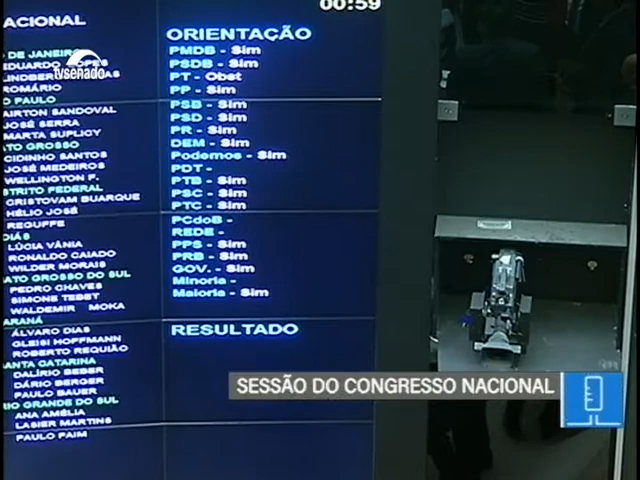 00:59
ACIONAL
DE JANEIRO
EDUARDO LOPES
tvsenado
LINDBERG
ROMÁRIO
O PAULO
AIRTON SANDOVAL
JOSÉ SERRA
MARTA SUPLICY
ATO GROSSO
CIDINHO SANTOS
JOSÉ MEDEIROS
WELLINGTON F.
STRITO FEDERAL
CRISTOVAM BUARQUE
HÉLIO JOSÉ
REGUFFE
IÁS
LÚCIA VÂNIA
RONALDO CAIADO
WILDER MORAIS
ATO GROSSO DO SUL
PEDRO CHAVES
SIMONE TEBET
WALDEMIR MOKA
ARANÁ
ÁLVARO DIAS
GLEISI HOFFMANN
ROBERTO REQUIÃO
ANTA CATARINA
DALÍRIO BEBER
DÁRIO BERGER
PAULO BAUER
RIO GRANDE DO SUL
ANA AMÉLIA
LASIER MARTINS
PAULO PAIM
ORIENTAÇÃO
PMDB - Sim
PSDB - Sim
PT - Obst
PP - Sim
PSB - Sim
PSD - Sim
PR - Sim
DEM - Sim
Podemos - Sim
PDT -
PTB - Sim
PSC - Sim
PTC - Sim
PCdoB -
REDE -
PPS - Sim
PRB - Sim
GOV. - Sim
Minoria -
Maioria - Sim
RESULTADO
SESSÃO DO CONGRESSO NACIONAL